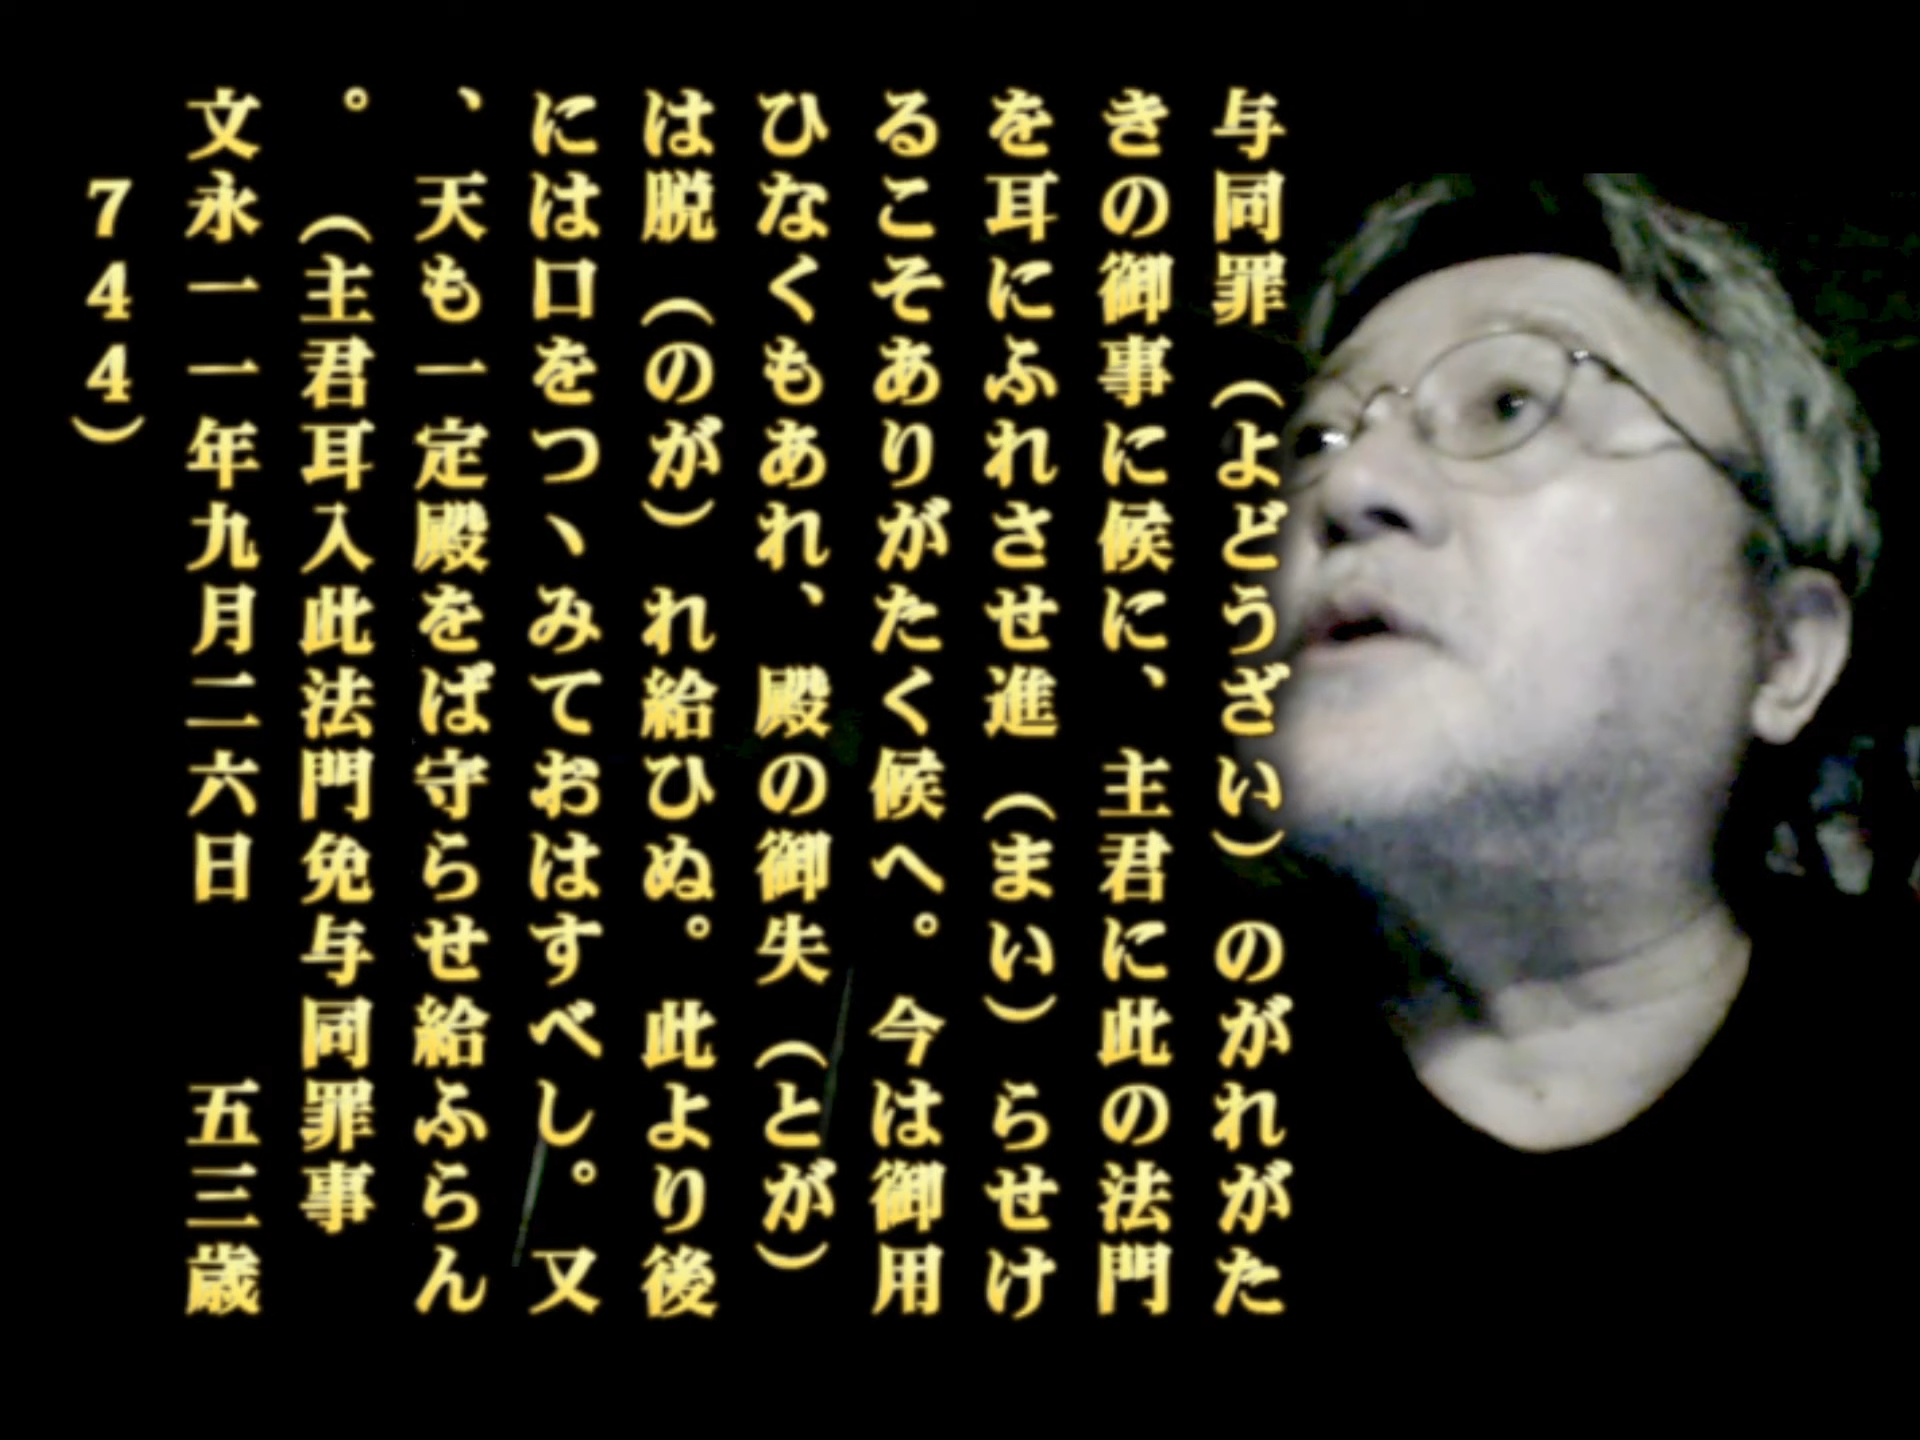 与同罪（よどうざい）のがれがた
きの御事に候に、主君に此の法門
を耳にふれさせ進（まい）らせけ
るこそありがたく候へ。今は御用
ひなくもあれ、殿の御失（とが）
は脱（のが）れ給ひぬ。此より後
には口をつヽみておはすべし。又
、天も一定殿をば守らせ給ふらん
。（主君耳入此法門免与同罪事
文永一一年九月二六日　　五三歳
７４４）